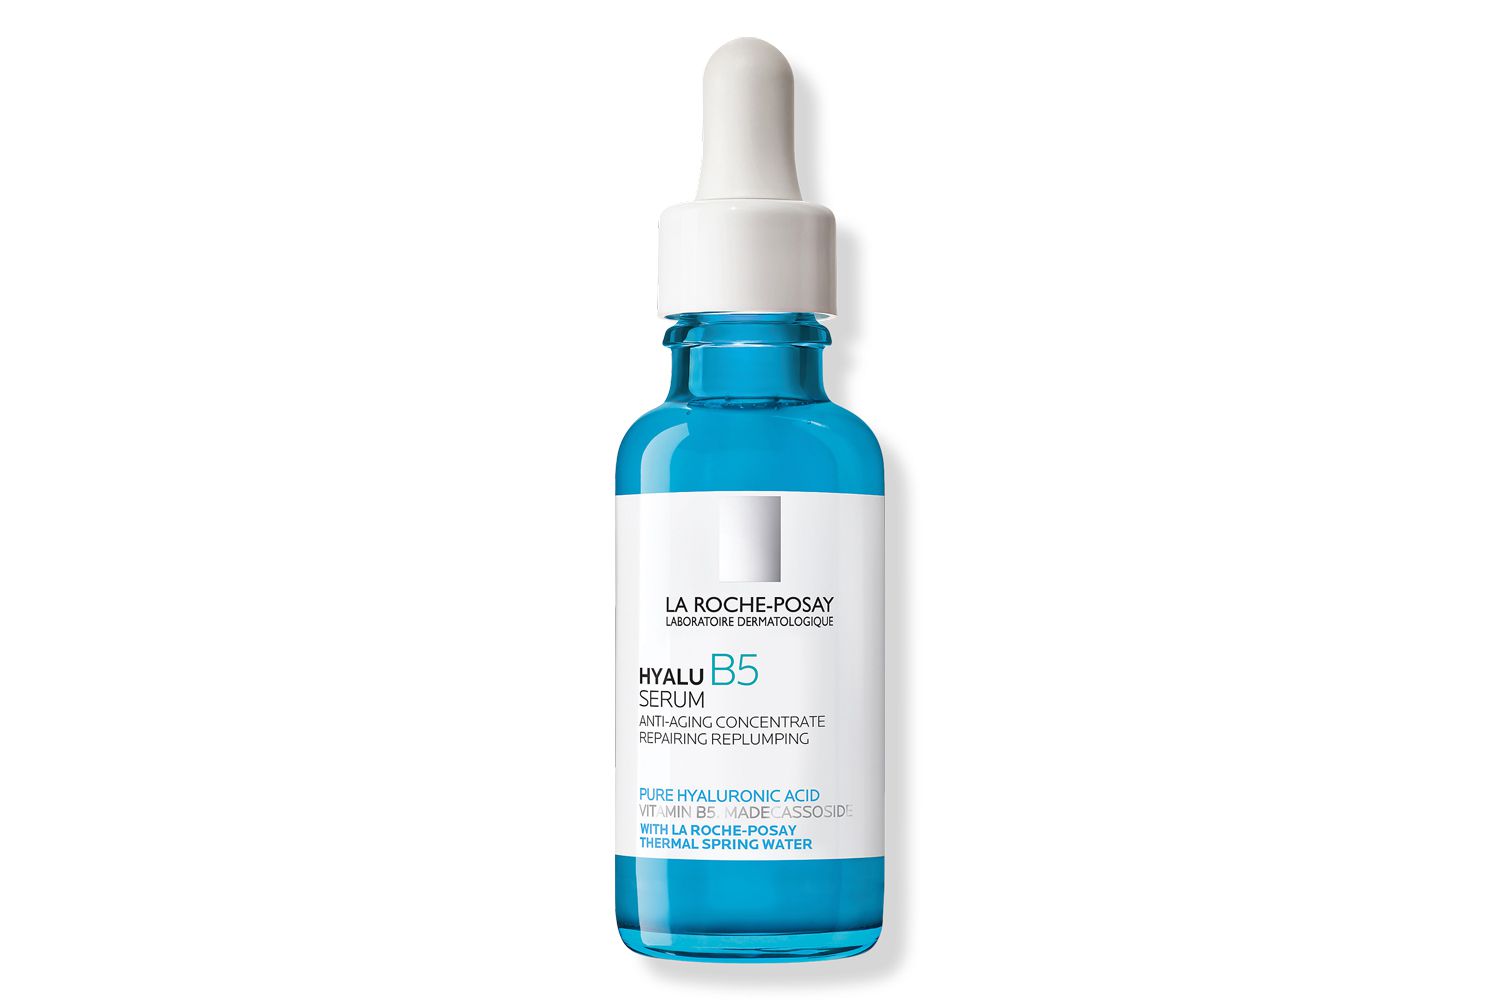 LA ROCHE-POSAY
LABORATOIRE DERMATOLOGIQUE
HYALU B5
SERUM
ANTI-AGING CONCENTRATE
REPAIRING REPLUMPING
PURE HYALURONIC ACID
VITAMIN B5. MADECASSOSIDE
WITH LA ROCHE-POSAY
THERMAL SPRING WATER